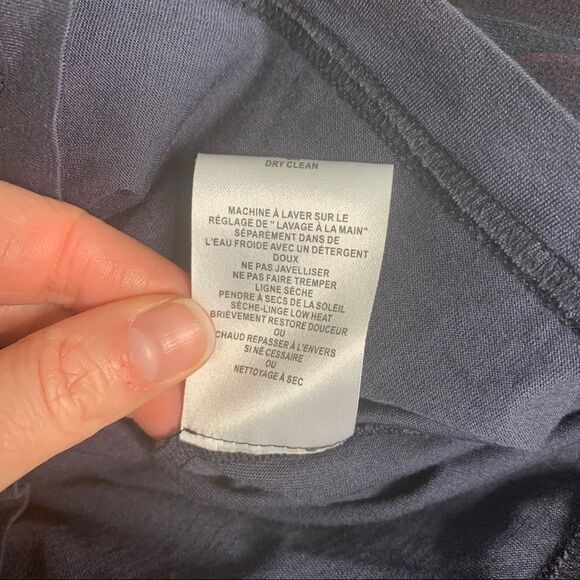 DRY CLEAN
MACHINE À LAVER SUR LE
RÉGLAGE DE " LAVAGE À LA MAIN"
SÉPAREMENT DANS DE
L'EAU FROIDE AVEC UN DÉTERGENT
DOUX
NE PAS JAVELLISER
NE PAS FAIRE TREMPER
LIGNE SÈCHE
PENDRE À SECS DE LA SOLEIL
SÈCHE-LINGE LOW HEAT
BRIÈVEMENT RESTORE DOUCEUR
OU
CHAUD REPASSER À L'ENVERS
SI NÉ CESSAIRE
OU
NETTOYAGE À SEC